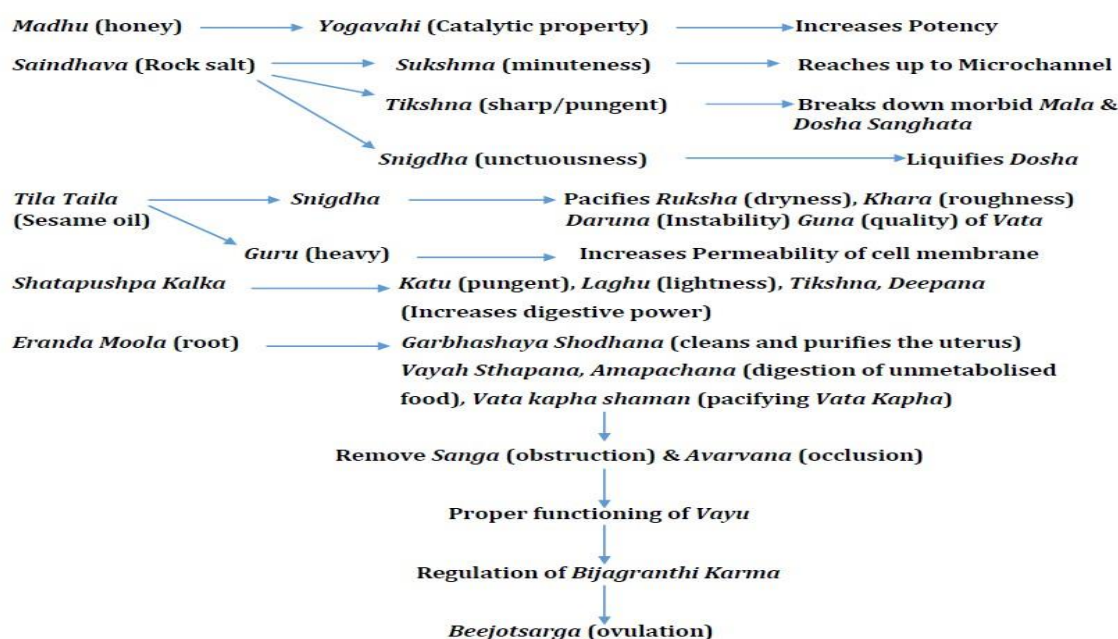 Madhu (honey) Yogavahi (Catalytic property) Increases Potency
Saindhava (Rock salt) Sukshma (minuteness) Reaches up to Microchannel
Tikshna (sharp/pungent) Breaks down morbid Mala &
Dosha Sanghata
Snigdha (unctuousness) Liquifies Dosha
Tila Taila Snigdha Pacifies Ruksha (dryness), Khara (roughness)
(Sesame oil) Daruna (Instability) Guna (quality) of Vata
Guru (heavy) Increases Permeability of cell membrane
Shatapushpa Kalka Katu (pungent), Laghu (lightness), Tikshna, Deepana
(Increases digestive power)
Eranda Moola (root) Garbhashaya Shodhana (cleans and purifies the uterus)
Vayah Sthapana, Amapachana (digestion of unmetabolised
food), Vata kapha shaman (pacifying Vata Kapha)
Remove Sanga (obstruction) & Avarvana (occlusion)
Proper functioning of Vayu
Regulation of Bijagranthi Karma
Beejotsarga (ovulation)